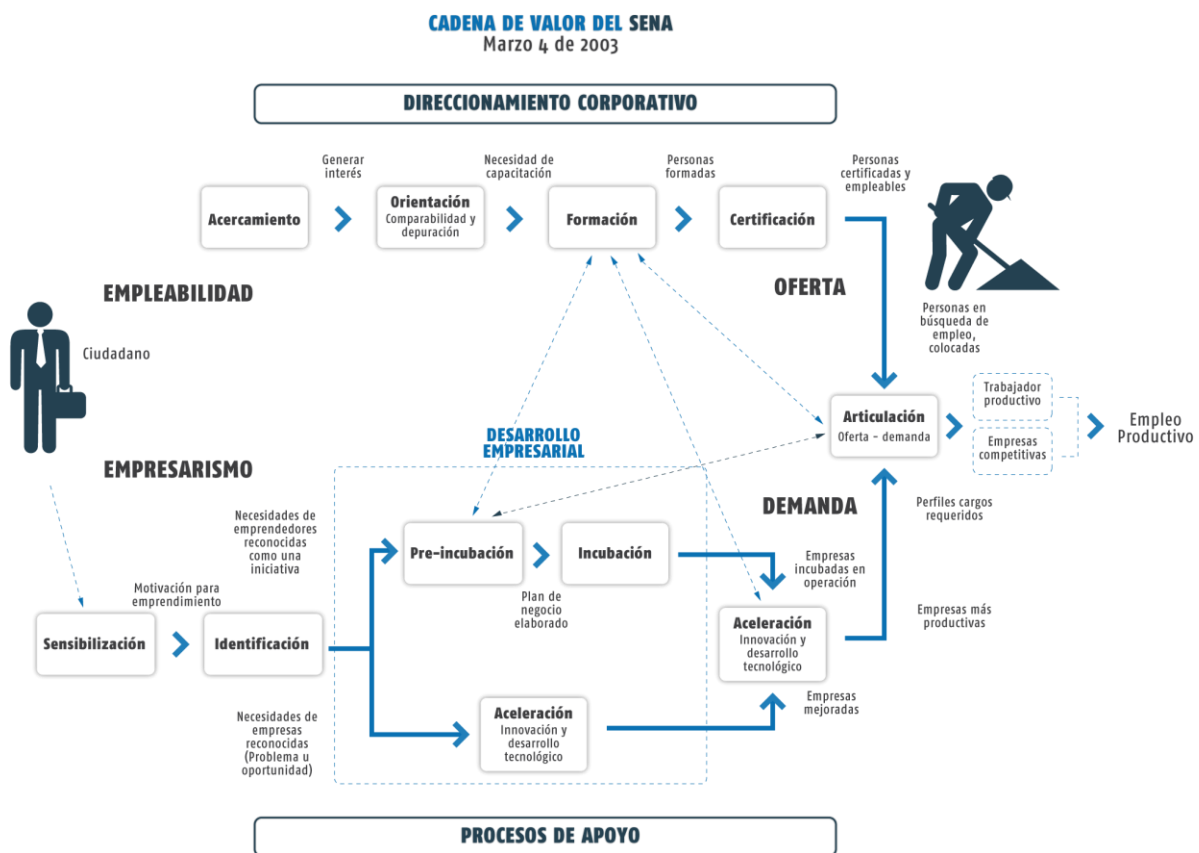 CADENA DE VALOR DEL SENA
Marzo 4 de 2003
DIRECCIONAMIENTO CORPORATIVO
Generar
interés
Necesidad de
capacitación
Personas
formadas
Personas
certificadas y
empleables
Acercamiento
Orientación
Comparabilidad y
depuración
Formación
Certificación
EMPLEABILIDAD
OFERTA
Personas en
búsqueda de
empleo,
colocadas
Ciudadano
Articulación
Oferta – demanda
Trabajador
productivo
Empresas
competitivas
Empleo
Productivo
DESARROLLO
EMPRESARIAL
EMPRESARISMO
DEMANDA
Perfiles cargos
requeridos
Necesidades de
emprendedores
reconocidas
como una
iniciativa
Pre-incubación
Incubación
Plan de
negocio
elaborado
Empresas
incubadas en
operación
Motivación para
emprendimiento
Sensibilización
Identificación
Aceleración
Innovación y
desarrollo
tecnológico
Empresas más
productivas
Necesidades de
empresas
reconocidas
(Problema u
oportunidad)
Aceleración
Innovación y
desarrollo
tecnológico
Empresas
mejoradas
PROCESOS DE APOYO